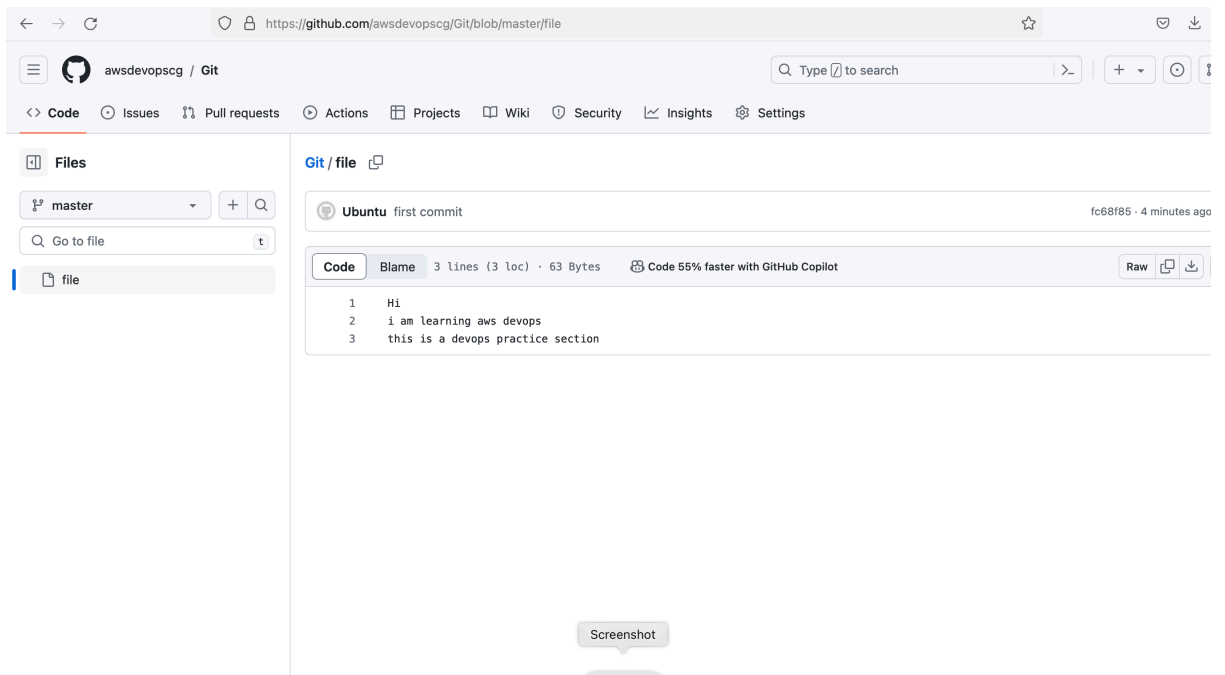 https://github.com/awsdevopscg/Git/blob/master/file
awsdevopscg / Git
Type / to search
Code Issues Pull requests Actions Projects Wiki Security Insights Settings
Files
Git / file
master
Ubuntu first commit fc68f85 · 4 minutes ago
Go to file t
Code Blame 3 lines (3 loc) · 63 Bytes Code 55% faster with GitHub Copilot Raw
file
1 Hi
2 i am learning aws devops
3 this is a devops practice section
Screenshot